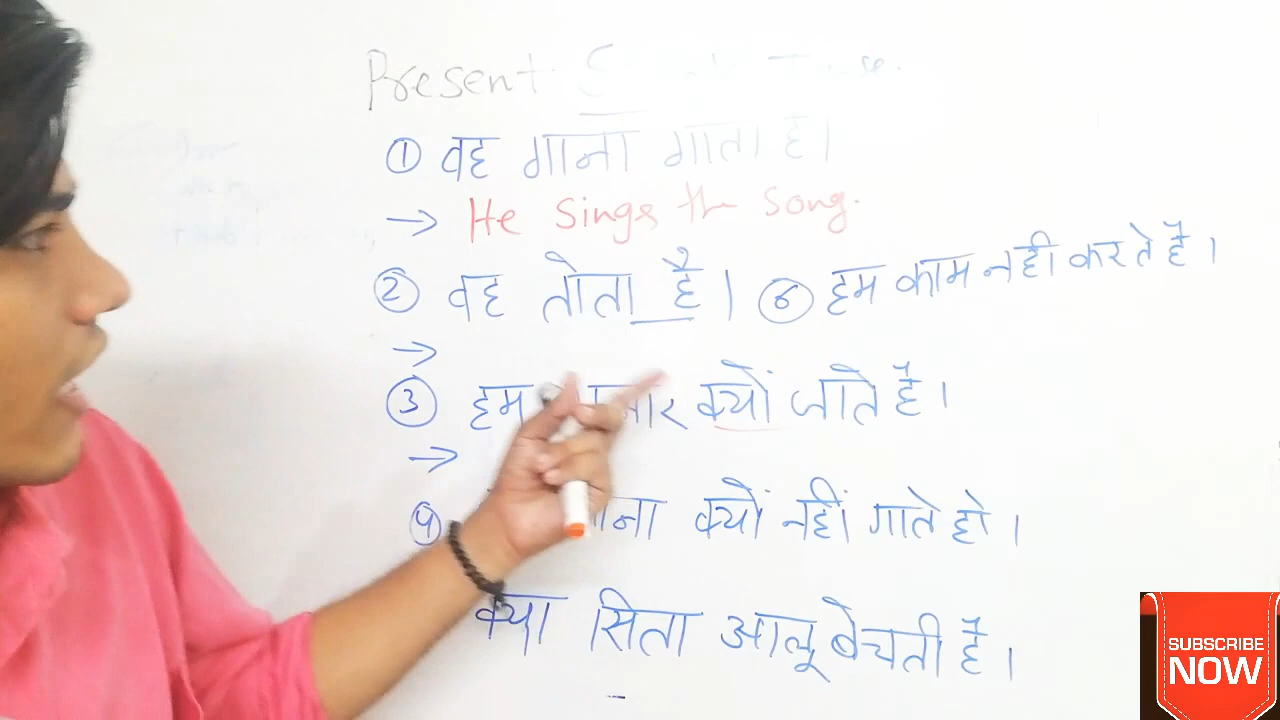 Present
① वह गाना गाता है।
→ He Sings the Song.
② वह तोता है।
⑥ हम काम नही करते है।
→
③ हम क्यों जाते है।
→
क्यों नहीं गाते हो।
क्या सिता आलू बेचती है।
SUBSCRIBE
NOW